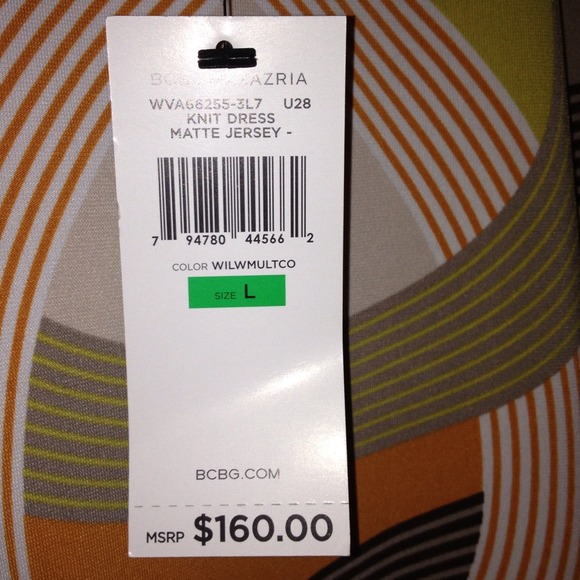 BCBG AZRIA
WVA68255-3L7 U28
KNIT DRESS
MATTE JERSEY -
7 94780 44566 2
COLOR WILWMULTCO
SIZE L
BCBG.COM
MSRP $160.00